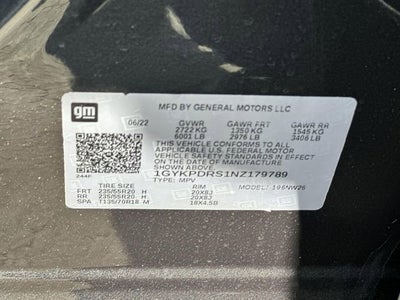 gm
MFD BY GENERAL MOTORS LLC
06/22 GVWR GAWR FRT GAWR RR
2722 KG 1350 KG 1545 KG
6001 LB 2976 LB 3406 LB
THIS VEHICLE CONFORMS TO ALL
APPLICABLE U.S. FEDERAL MOTOR
VEHICLE SAFETY STANDARDS IN
EFFECT ON THE DATE OF MANUFACTURE
SHOWN ABOVE
1GYKPDRS1NZ179789
TYPE: MPV
244F
TIRE SIZE RIM MODEL: 196NW26
FRT 235/55R20 H 20X8J
RR 235/55R20 H 20X8J
SPA T135/70R18 M 18X4.5B